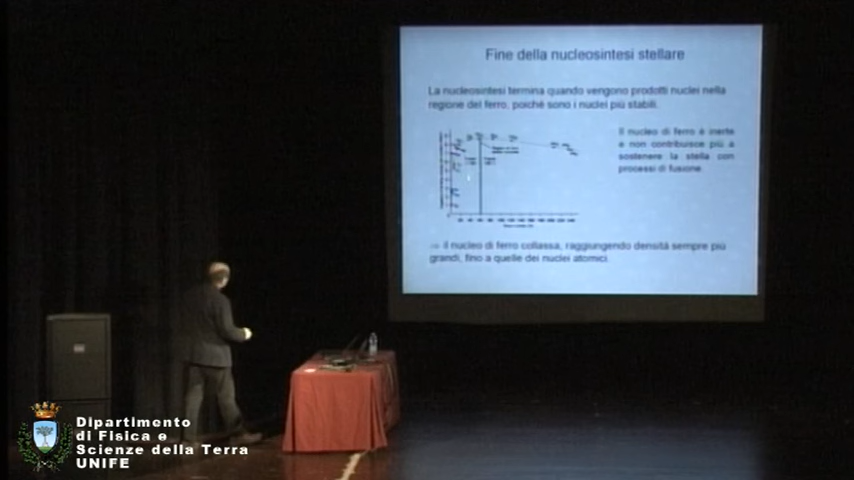 Fine della nucleosintesi stellare
La nucleosintesi termina quando vengono prodotti nuclei nella
regione del ferro, poiché sono i nuclei più stabili.
Il nucleo di ferro è inerte
e non contribuisce più a
sostenere la stella con
processi di fusione.
⇒ il nucleo di ferro collassa, raggiungendo densità sempre più
grandi, fino a quelle dei nuclei atomici.
Dipartimento
di Fisica e
Scienze della Terra
UNIFE